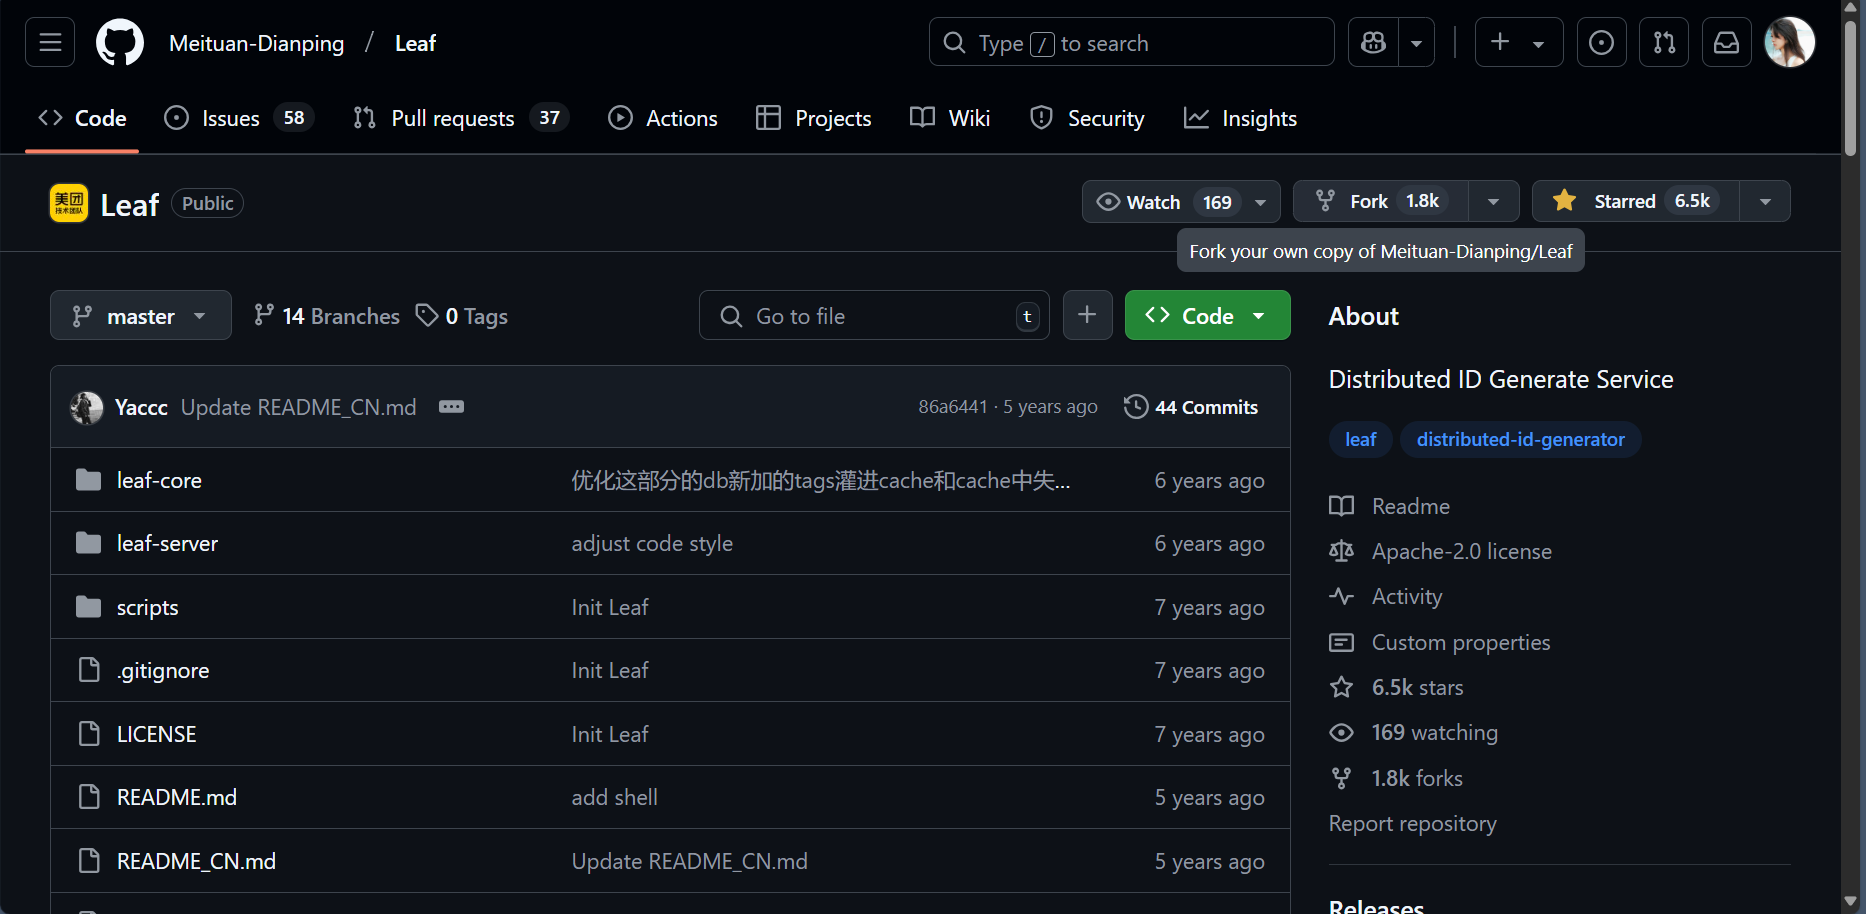 Meituan-Dianping / Leaf
Type / to search
Code
Issues 58
Pull requests 37
Actions
Projects
Wiki
Security
Insights
美团
技术团队
Leaf Public
Watch 169
Fork 1.8k
Starred 6.5k
Fork your own copy of Meituan-Dianping/Leaf
master
14 Branches
0 Tags
Go to file t
Code
Yaccc Update README_CN.md
86a6441 · 5 years ago
44 Commits
leaf-core 优化这部分的db新加的tags灌进cache和cache中失... 6 years ago
leaf-server adjust code style 6 years ago
scripts Init Leaf 7 years ago
.gitignore Init Leaf 7 years ago
LICENSE Init Leaf 7 years ago
README.md add shell 5 years ago
README_CN.md Update README_CN.md 5 years ago
About
Distributed ID Generate Service
leaf distributed-id-generator
Readme
Apache-2.0 license
Activity
Custom properties
6.5k stars
169 watching
1.8k forks
Report repository
Releases